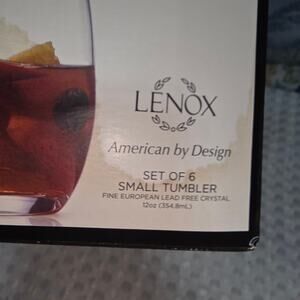 LENOX
American by Design
SET OF 6
SMALL TUMBLER
FINE EUROPEAN LEAD FREE CRYSTAL
12oz (354.8mL)